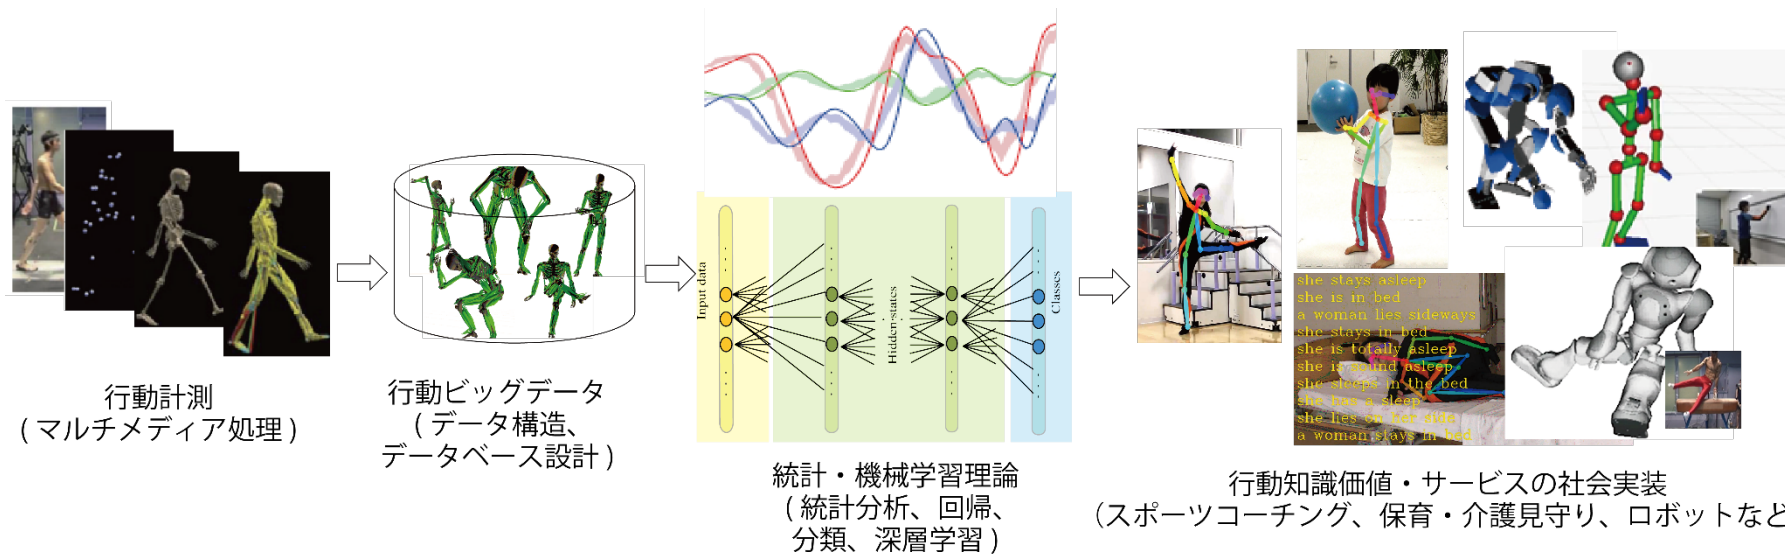 行動計測
( マルチメディア処理 )
行動ビッグデータ
( データ構造、
データベース設計 )
Input data
Hidden-states
Classes
統計・機械学習理論
( 統計分析、回帰、
分類、深層学習 )
she stays asleep
she is in bed
a woman lies sideways
she stays in bed
she is totally asleep
she is sound asleep
she sleeps in the bed
she has a sleep
she lies on her side
a woman stays in bed
行動知識価値・サービスの社会実装
(スポーツコーチング、保育・介護見守り、ロボットなど